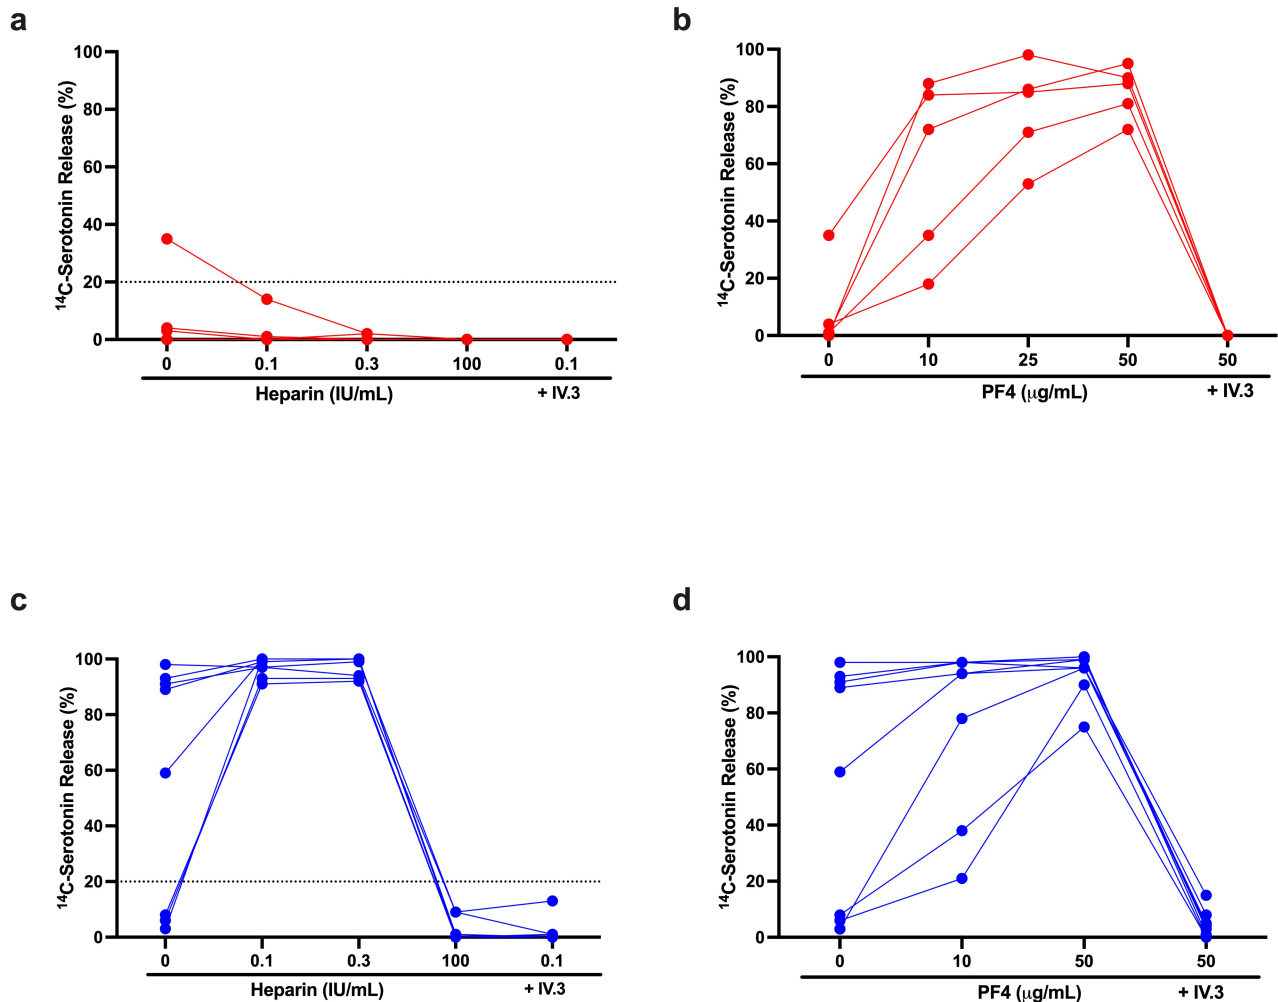 a
100
80
60
40
20
0
¹⁴C-Serotonin Release (%)
0 0.1 0.3 100 0.1
Heparin (IU/mL) + IV.3
b
100
80
60
40
20
0
¹⁴C-Serotonin Release (%)
0 10 25 50 50
PF4 (μg/mL) + IV.3
c
100
80
60
40
20
0
¹⁴C-Serotonin Release (%)
0 0.1 0.3 100 0.1
Heparin (IU/mL) + IV.3
d
100
80
60
40
20
0
¹⁴C-Serotonin Release (%)
0 10 50 50
PF4 (μg/mL) + IV.3